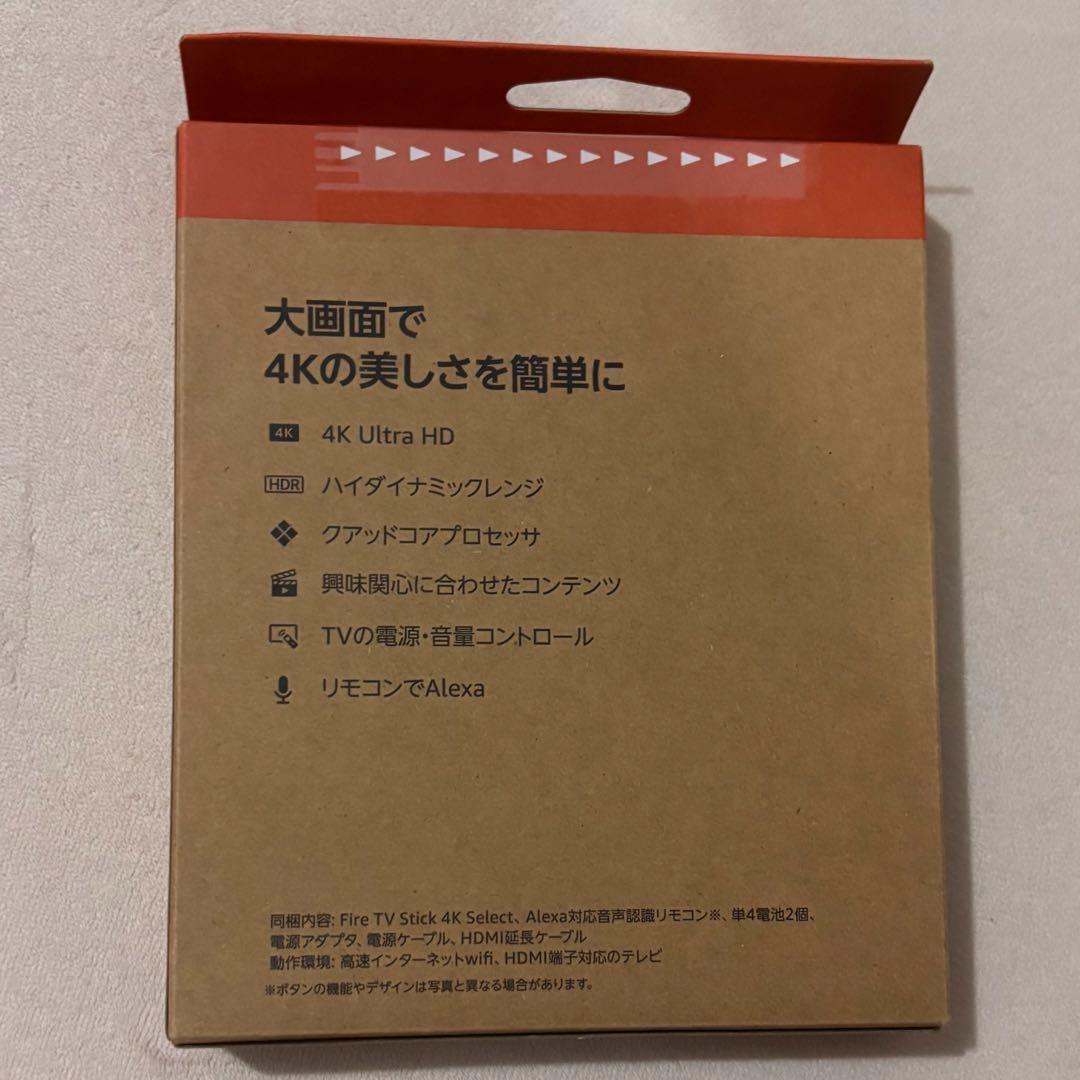 大画面で
4Kの美しさを簡単に
4K 4K Ultra HD
HDR ハイダイナミックレンジ
クアッドコアプロセッサ
興味関心に合わせたコンテンツ
TVの電源・音量コントロール
リモコンでAlexa
同梱内容: Fire TV Stick 4K Select、Alexa対応音声認識リモコン※、単4電池2個、
電源アダプタ、電源ケーブル、HDMI延長ケーブル
動作環境: 高速インターネットwifi、HDMI端子対応のテレビ
※ボタンの機能やデザインは写真と異なる場合があります。